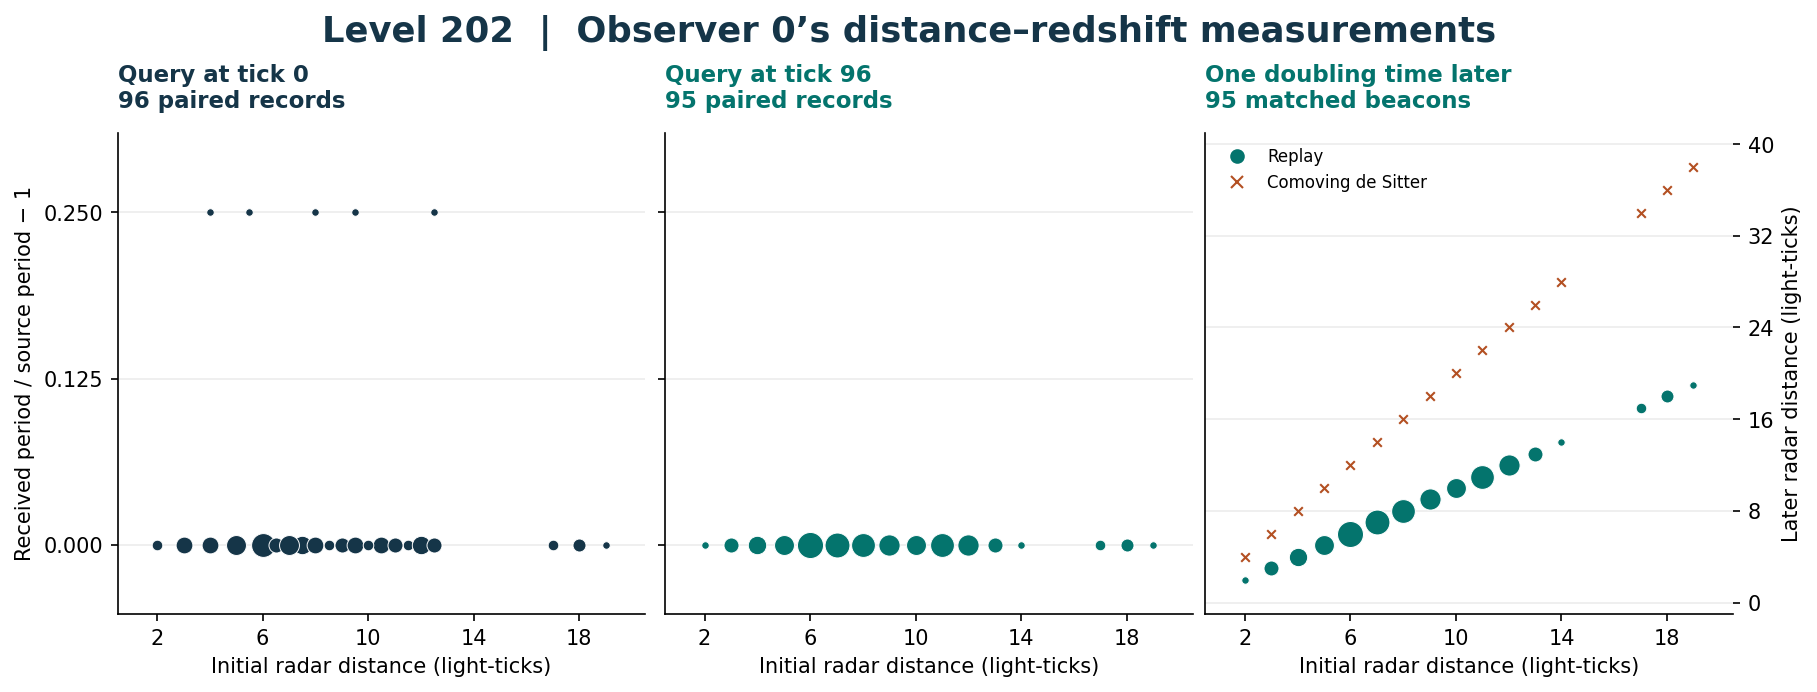 Level 202 | Observer 0’s distance–redshift measurements
Query at tick 0
96 paired records
Query at tick 96
95 paired records
One doubling time later
95 matched beacons
Received period / source period − 1
0.250
0.125
0.000
2 6 10 14 18
Initial radar distance (light-ticks)
2 6 10 14 18
Initial radar distance (light-ticks)
Replay
Comoving de Sitter
40
32
24
16
8
0
Later radar distance (light-ticks)
2 6 10 14 18
Initial radar distance (light-ticks)